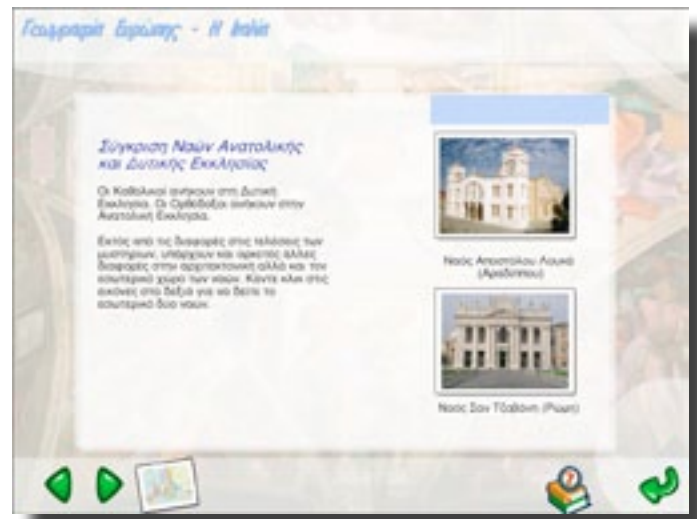 Γεωγραφία Ευρώπης - Η Ιταλία
Σύγκριση Ναών Ανατολικής
και Δυτικής Εκκλησίας
Οι Καθολικοί ανήκουν στη Δυτική
Εκκλησία. Οι Ορθόδοξοι ανήκουν στην
Ανατολική Εκκλησία.
Εκτός από τις διαφορές στις τελέσεις των
μυστηρίων, υπάρχουν και αρκετές άλλες
διαφορές στην αρχιτεκτονική αλλά και τον
εσωτερικό χώρο των ναών. Κάντε κλικ στις
εικόνες στα δεξιά για να δείτε το
εσωτερικό δύο ναών.
Ναός Αποστόλου Λουκά
(Αραδίππου)
Ναός Σαν Τζιοβάνι (Ρώμη)